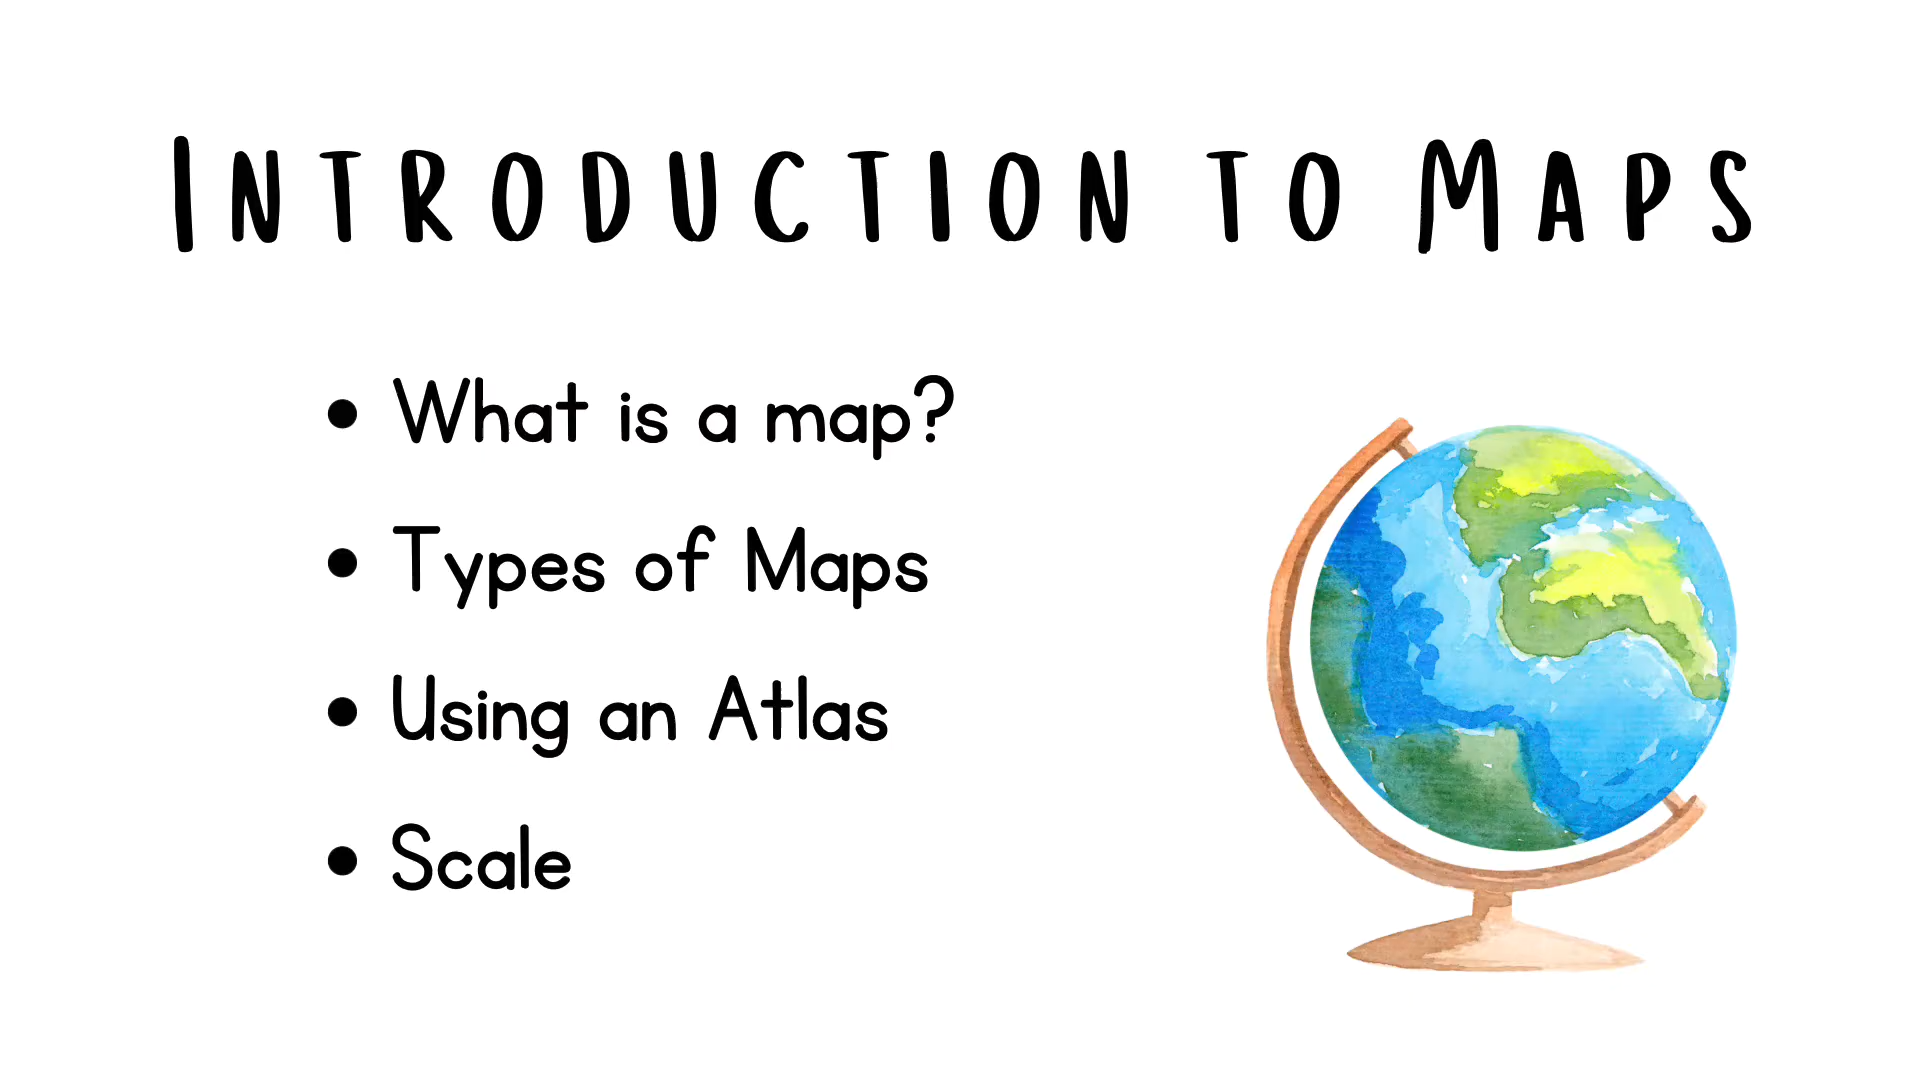 Introduction to Maps
• What is a map?
• Types of Maps
• Using an Atlas
• Scale